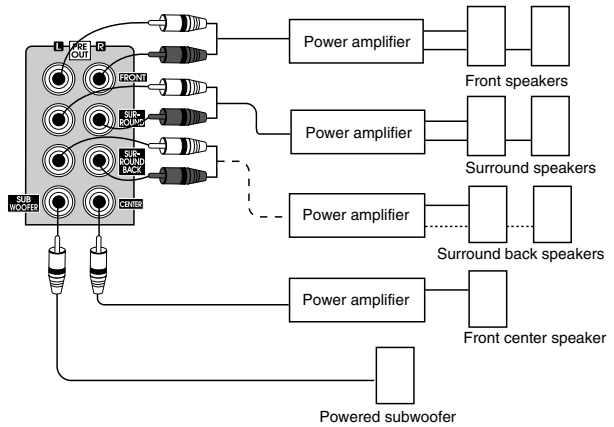 L PRE OUT R
FRONT
SUR-
ROUND
SUR-
ROUND
BACK
SUB
WOOFER
CENTER
Power amplifier
Front speakers
Power amplifier
Surround speakers
Power amplifier
Surround back speakers
Power amplifier
Front center speaker
Powered subwoofer